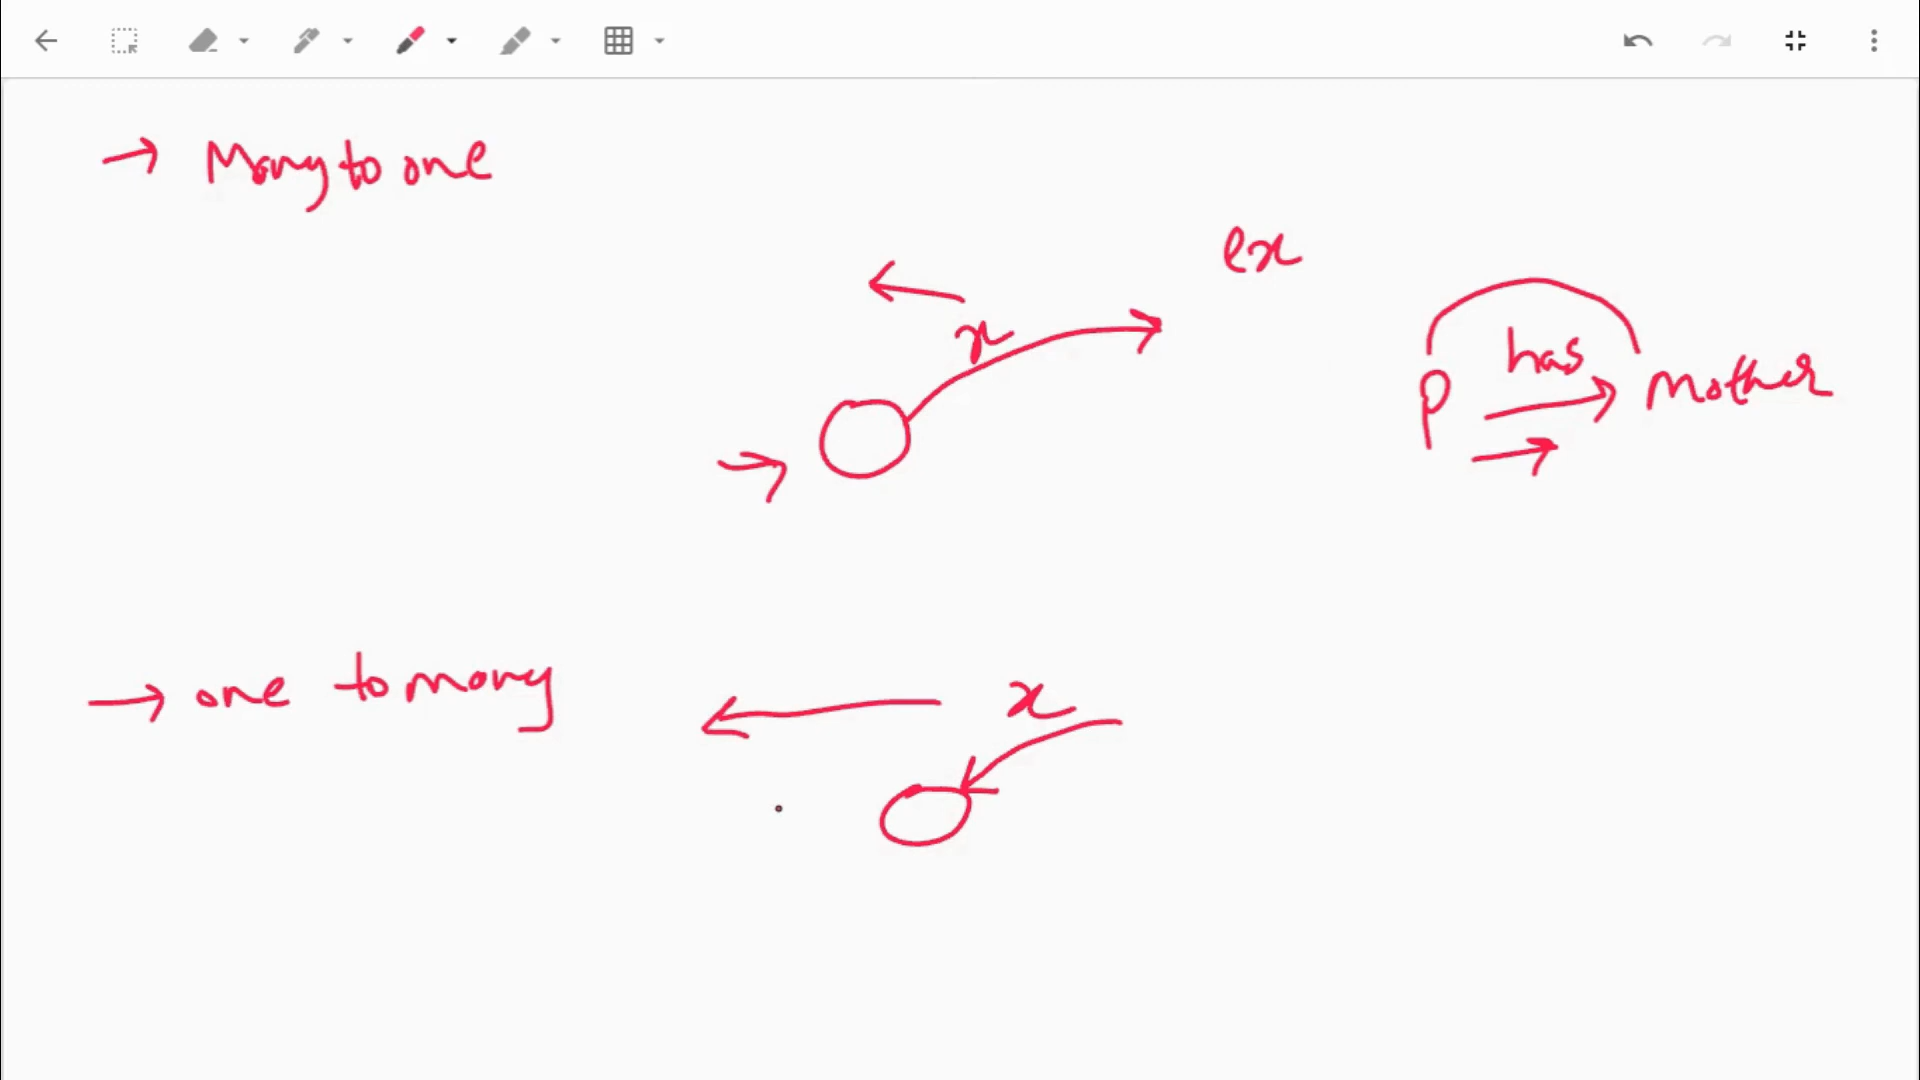 → Many to one
ex
x
has
P → Mother
→ one to many
x